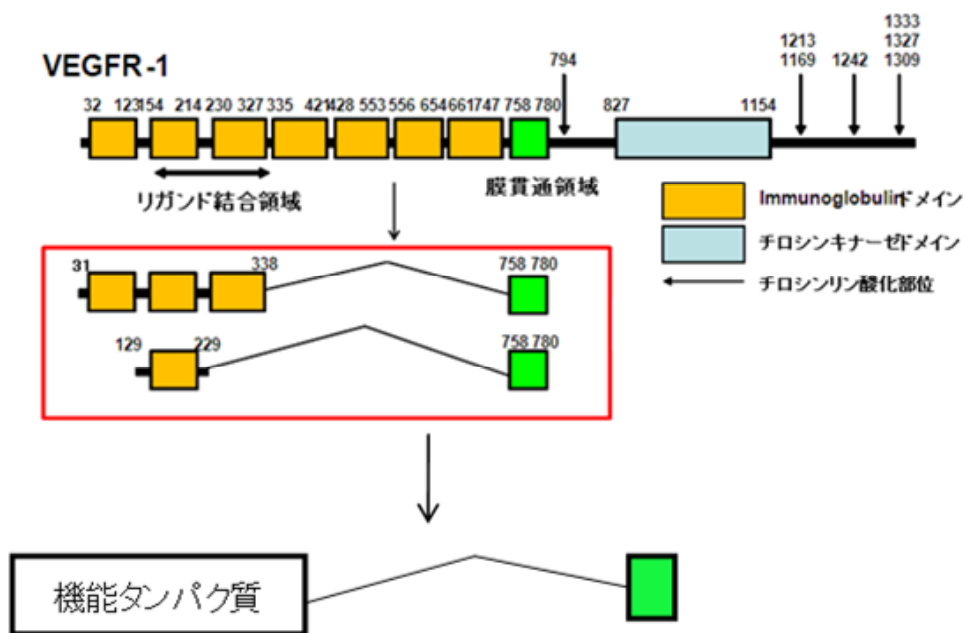 1333
1213 1327
794 1169 1242 1309
VEGFR-1
32 123 154 214 230 327 335 421 428 553 556 654 661 747 758 780 827 1154
リガンド結合領域
膜貫通領域
Immunoglobulinドメイン
チロシンキナーゼドメイン
チロシンリン酸化部位
31 338 758 780
129 229 758 780
機能タンパク質